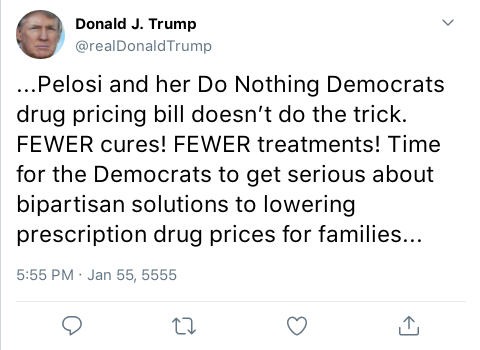 Donald J. Trump
@realDonaldTrump
...Pelosi and her Do Nothing Democrats
drug pricing bill doesn’t do the trick.
FEWER cures! FEWER treatments! Time
for the Democrats to get serious about
bipartisan solutions to lowering
prescription drug prices for families...
5:55 PM · Jan 55, 5555